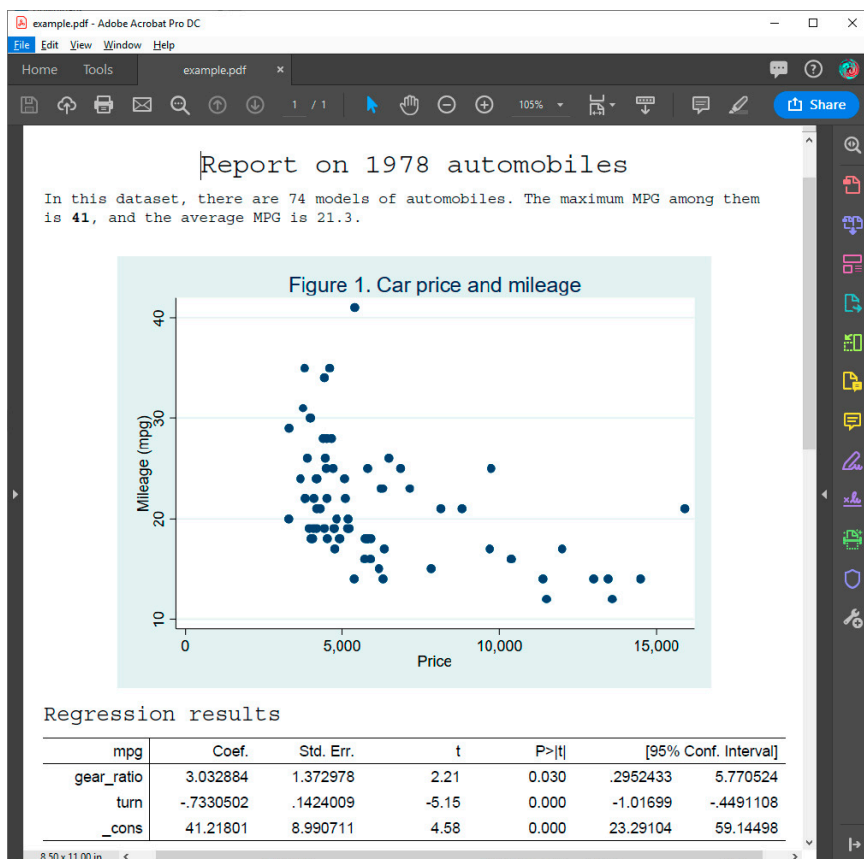 example.pdf - Adobe Acrobat Pro DC
File Edit View Window Help
Home Tools example.pdf ×
1 / 1 105% Share
Report on 1978 automobiles
In this dataset, there are 74 models of automobiles. The maximum MPG among them
is 41, and the average MPG is 21.3.
Figure 1. Car price and mileage
Mileage (mpg)
40
30
20
10
0 5,000 10,000 15,000
Price
Regression results
mpg Coef. Std. Err. t P>|t| [95% Conf. Interval]
gear_ratio 3.032884 1.372978 2.21 0.030 .2952433 5.770524
turn -.7330502 .1424009 -5.15 0.000 -1.01699 -.4491108
_cons 41.21801 8.990711 4.58 0.000 23.29104 59.14498
8.50 x 11.00 in